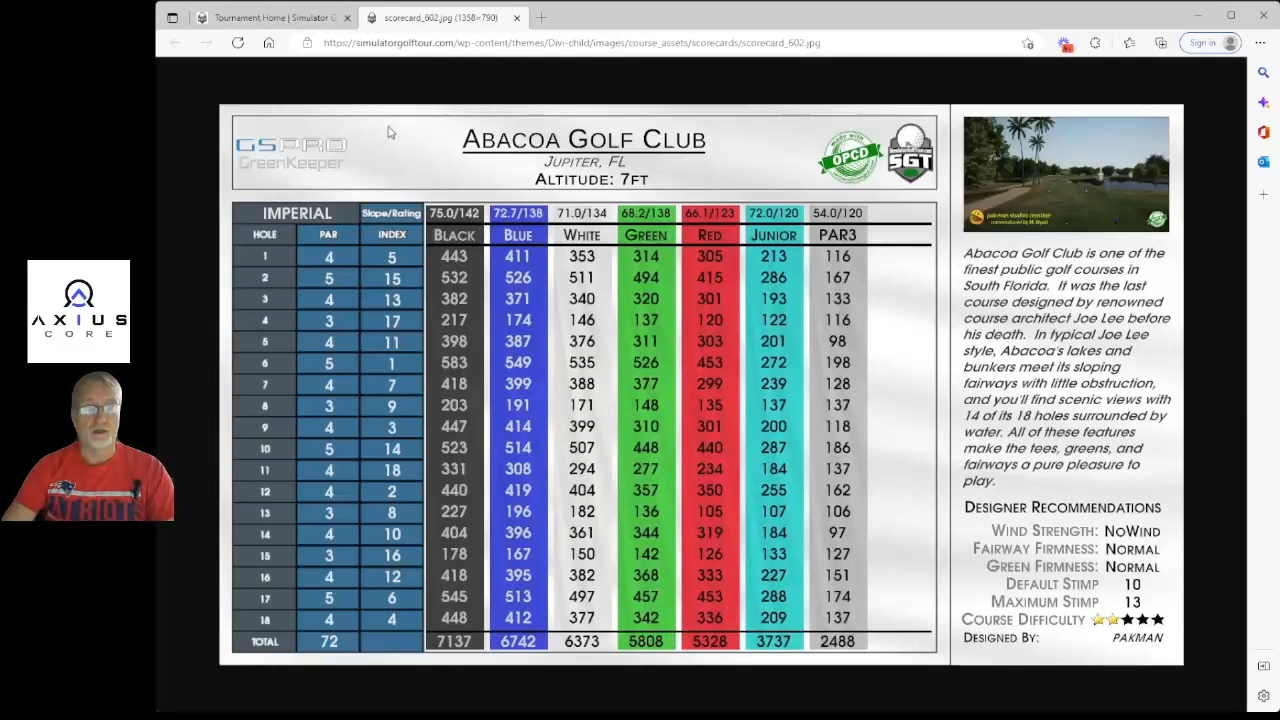 Tournament Home | Simulator G
scorecard_602.jpg (1358×790)
https://simulatorgolftour.com/wp-content/themes/Divi-child/images/course_assets/scorecards/scorecard_602.jpg
Sign in
AXIUS
CORE
PATRIOTS
GSPRO
GreenKeeper
ABACOA GOLF CLUB
JUPITER, FL
ALTITUDE: 7FT
made with
OPCD
SGT
IMPERIAL Slope/Rating 75.0/142 72.7/138 71.0/134 68.2/138 66.1/123 72.0/120 54.0/120
HOLE PAR INDEX BLACK BLUE WHITE GREEN RED JUNIOR PAR3
1 4 5 443 411 353 314 305 213 116
2 5 15 532 526 511 494 415 286 167
3 4 13 382 371 340 320 301 193 133
4 3 17 217 174 146 137 120 122 116
5 4 11 398 387 376 311 303 201 98
6 5 1 583 549 535 526 453 272 198
7 4 7 418 399 388 377 299 239 128
8 3 9 203 191 171 148 135 137 137
9 4 3 447 414 399 310 301 200 118
10 5 14 523 514 507 448 440 287 186
11 4 18 331 308 294 277 234 184 137
12 4 2 440 419 404 357 350 255 162
13 3 8 227 196 182 136 105 107 106
14 4 10 404 396 361 344 319 184 97
15 3 16 178 167 150 142 126 133 127
16 4 12 418 395 382 368 333 227 151
17 5 6 545 513 497 457 453 288 174
18 4 4 448 412 377 342 336 209 137
TOTAL 72 7137 6742 6373 5808 5328 3737 2488
pakman studios creation
Abacoa Golf Club is one of the
finest public golf courses in
South Florida. It was the last
course designed by renowned
course architect Joe Lee before
his death. In typical Joe Lee
style, Abacoa's lakes and
bunkers meet its sloping
fairways with little obstruction,
and you'll find scenic views with
14 of its 18 holes surrounded by
water. All of these features
make the tees, greens, and
fairways a pure pleasure to
play.
DESIGNER RECOMMENDATIONS
WIND STRENGTH: NOWIND
FAIRWAY FIRMNESS: NORMAL
GREEN FIRMNESS: NORMAL
DEFAULT STIMP 10
MAXIMUM STIMP 13
COURSE DIFFICULTY
DESIGNED BY: PAKMAN